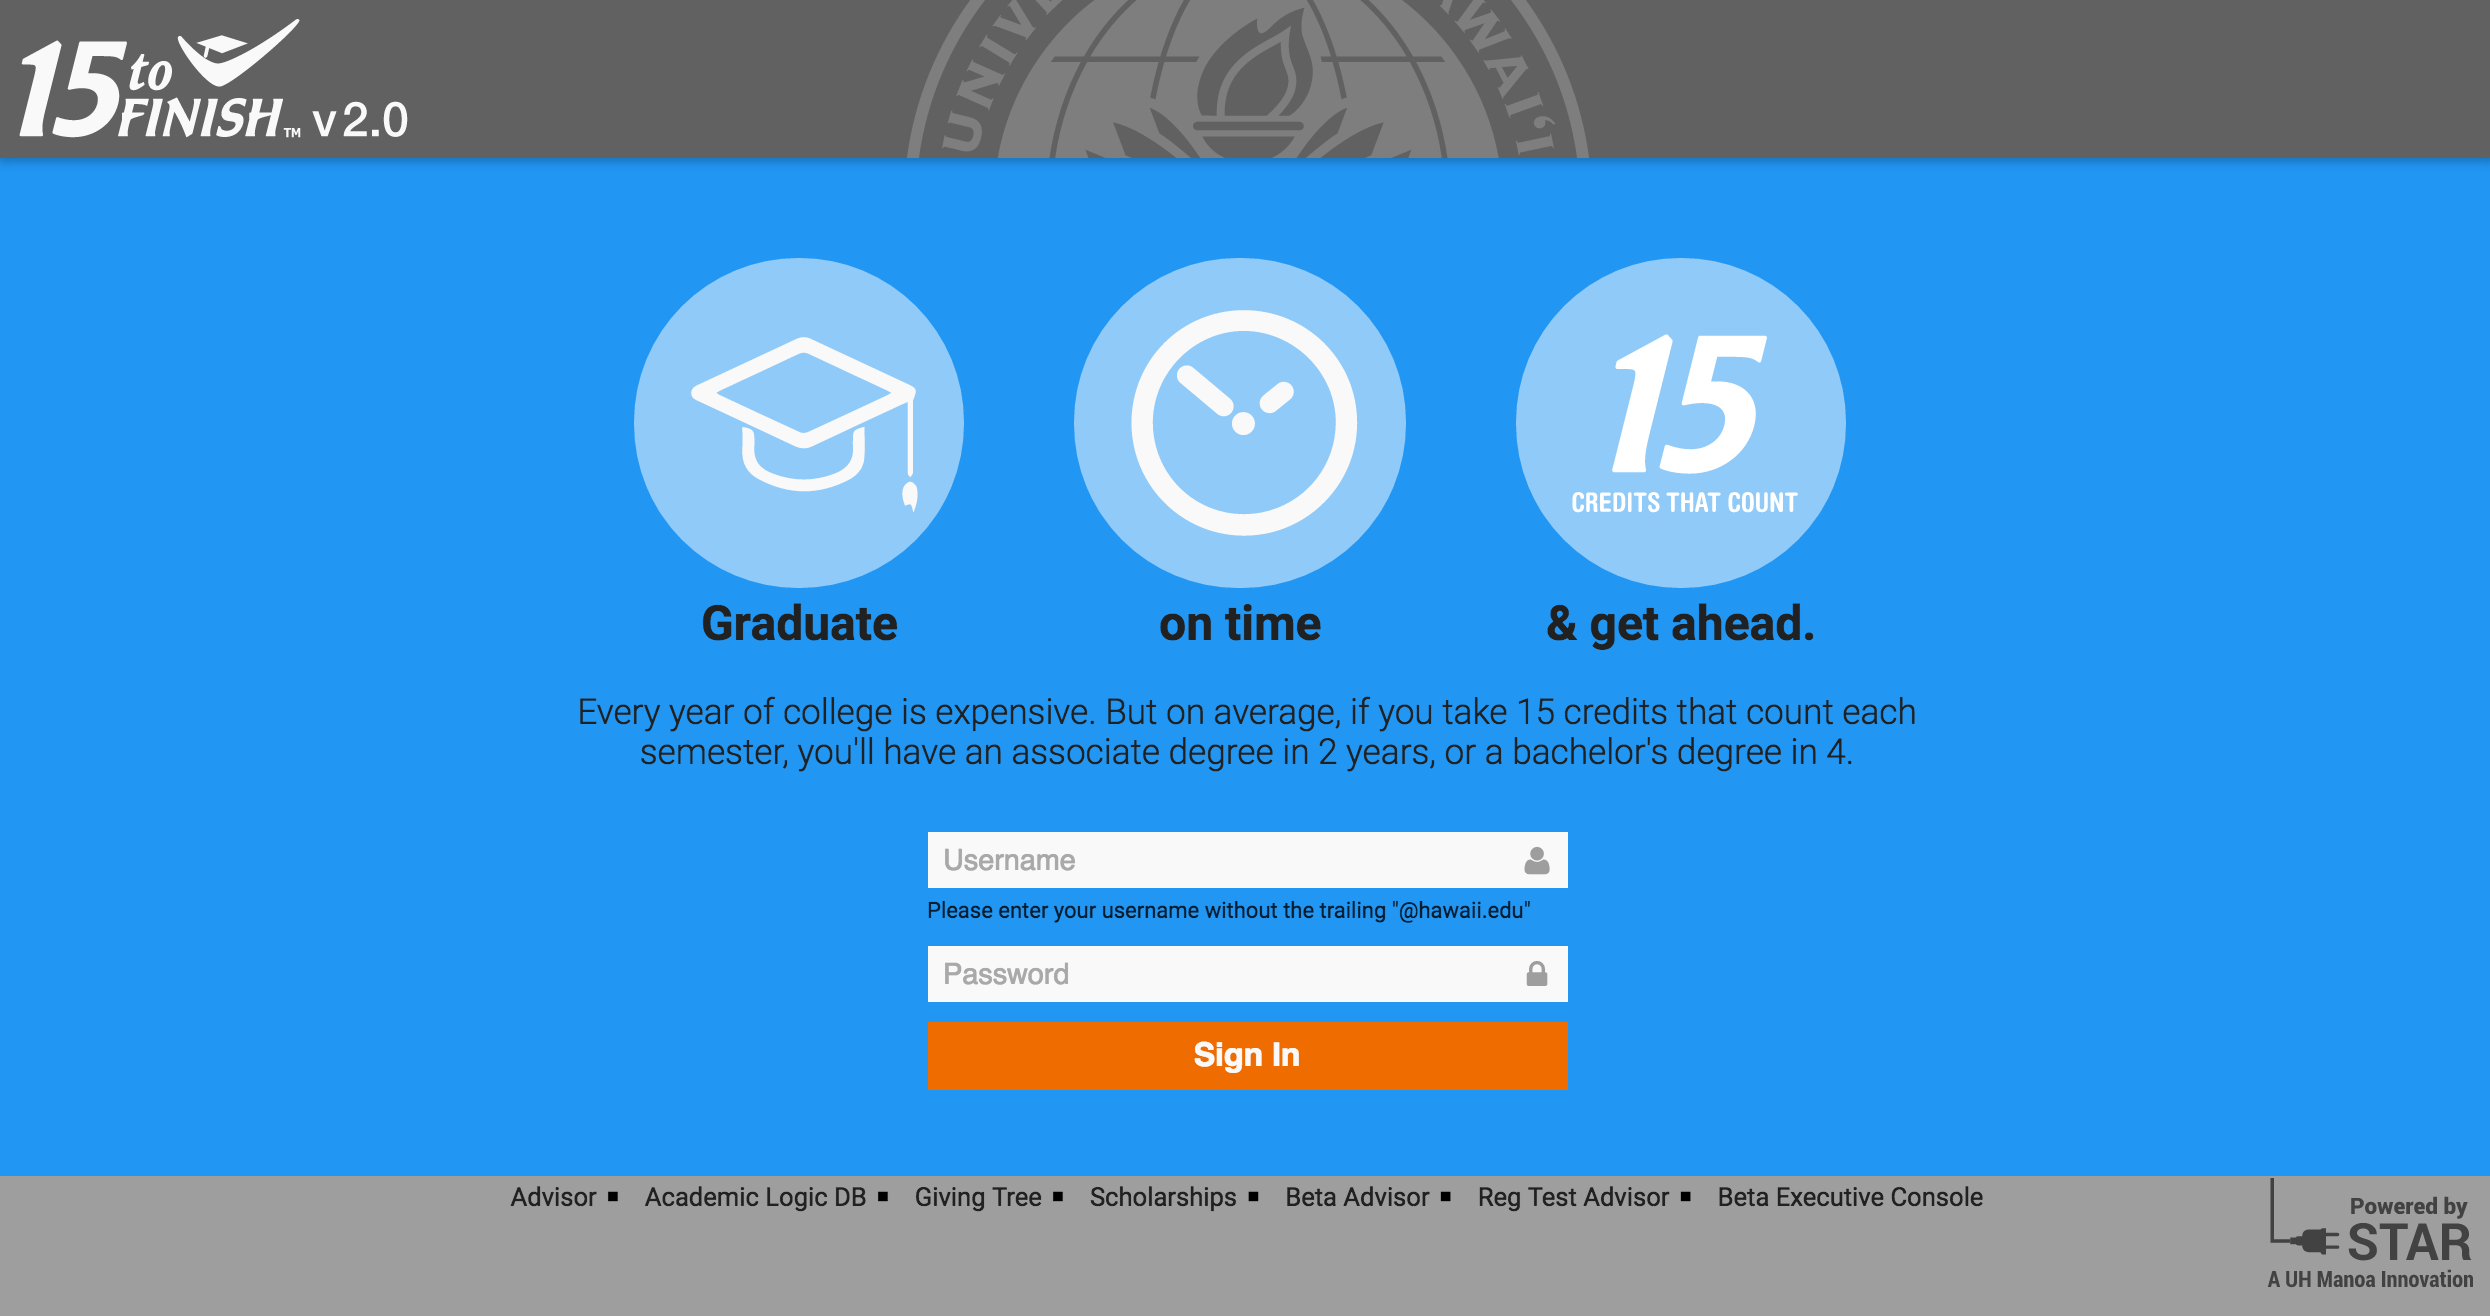 15 to
FINISH™ v 2.0
UNIVE
AWAIʻI
15
CREDITS THAT COUNT
Graduate
on time
& get ahead.
Every year of college is expensive. But on average, if you take 15 credits that count each
semester, you'll have an associate degree in 2 years, or a bachelor's degree in 4.
Username
Please enter your username without the trailing "@hawaii.edu"
Password
Sign In
Advisor ▪ Academic Logic DB ▪ Giving Tree ▪ Scholarships ▪ Beta Advisor ▪ Reg Test Advisor ▪ Beta Executive Console
Powered by
STAR
A UH Manoa Innovation